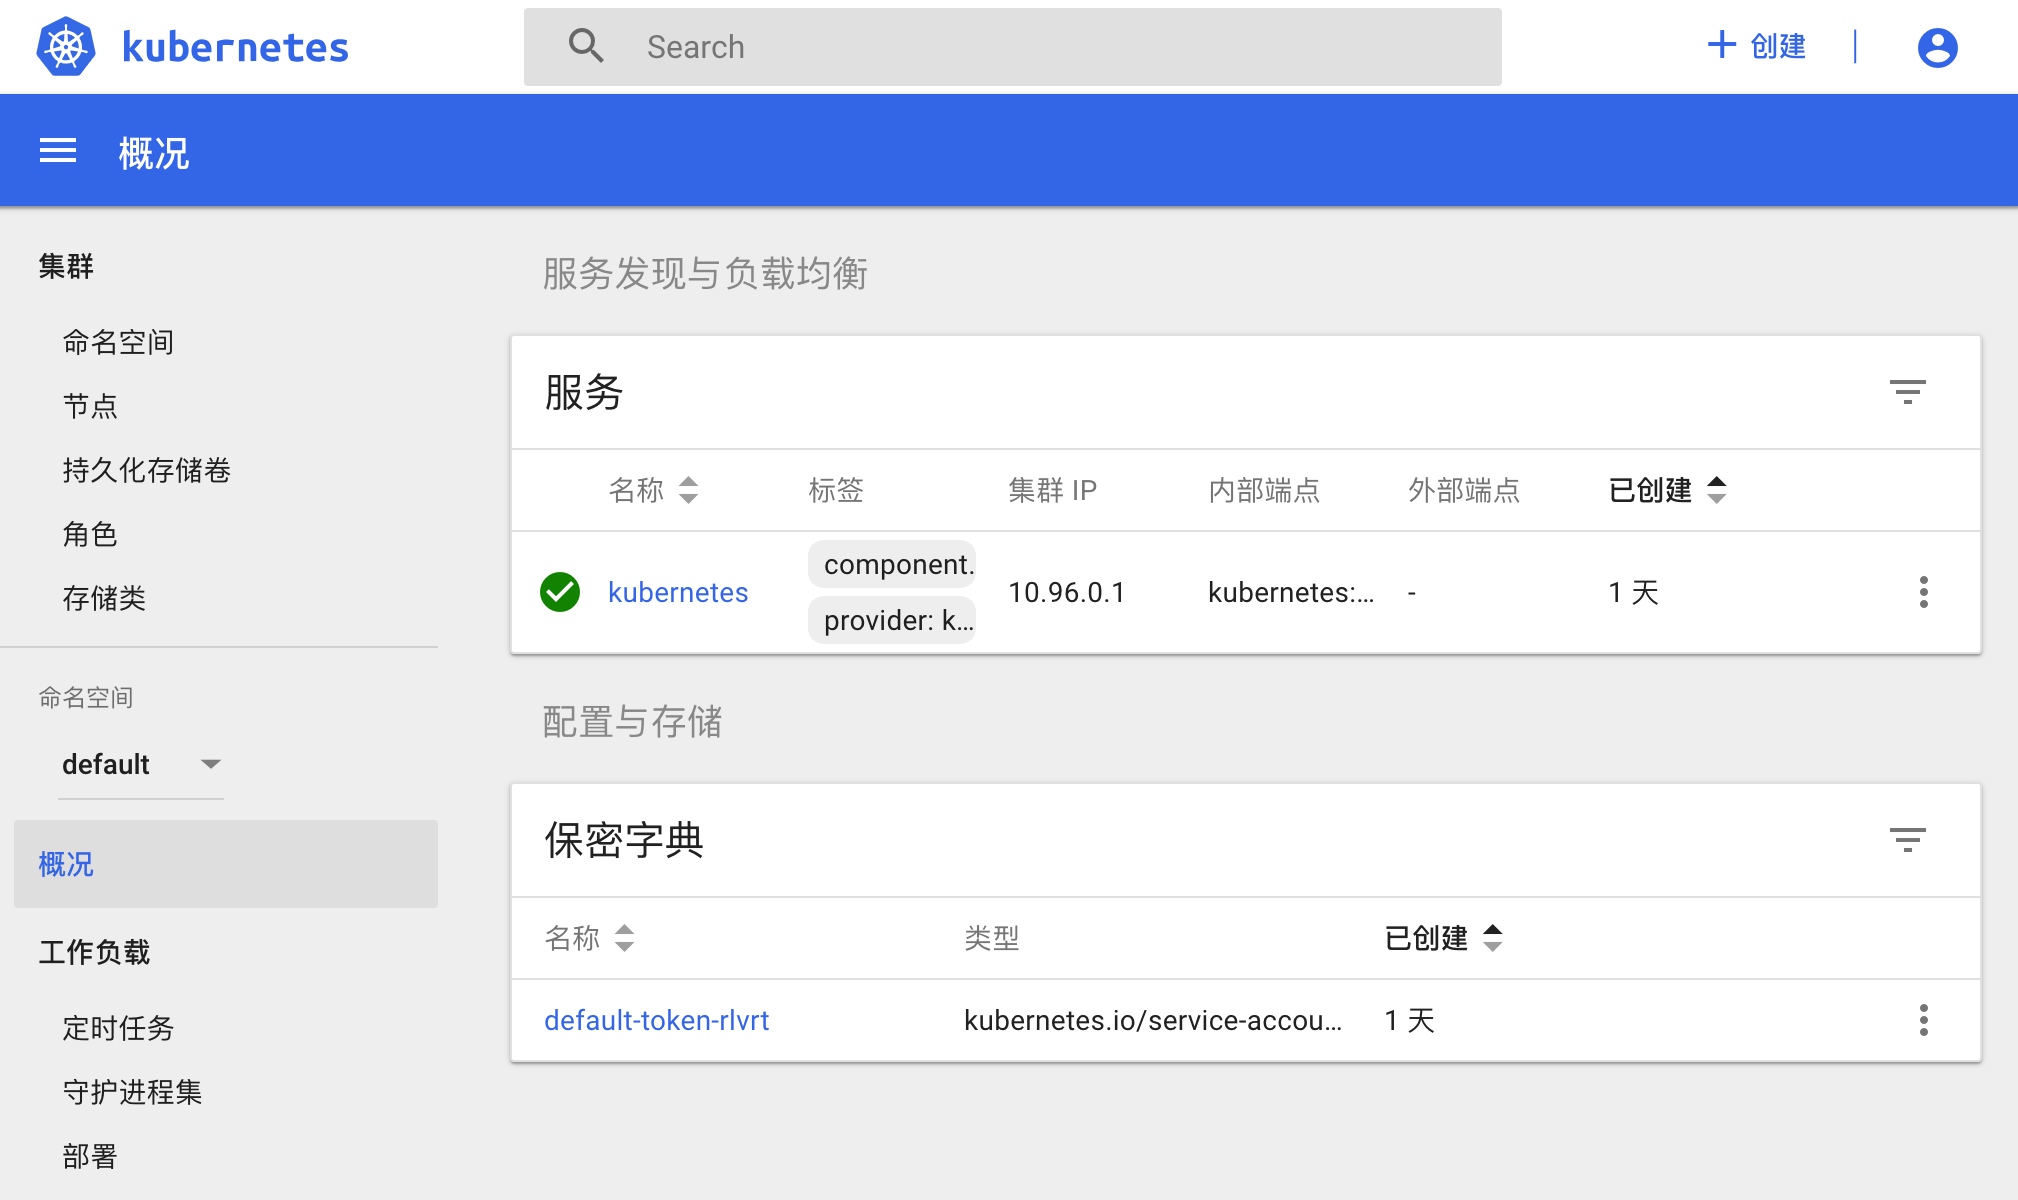 kubernetes
Search
+ 创建
概况
集群
命名空间
节点
持久化存储卷
角色
存储类
命名空间
default
概况
工作负载
定时任务
守护进程集
部署
服务发现与负载均衡
服务
名称 标签 集群 IP 内部端点 外部端点 已创建
kubernetes component. 10.96.0.1 kubernetes:... - 1 天
provider: k...
配置与存储
保密字典
名称 类型 已创建
default-token-rlvrt kubernetes.io/service-accou... 1 天